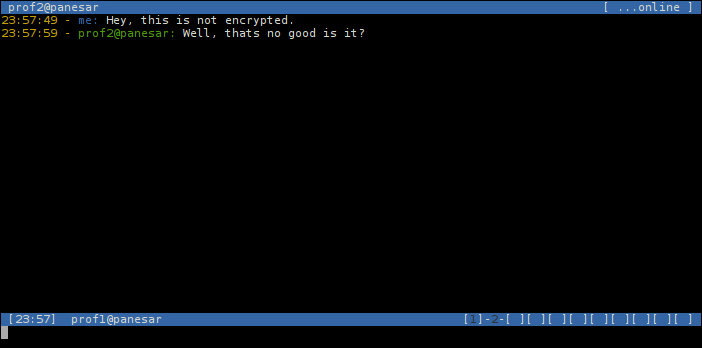 prof2@panesar [ ...online ]
23:57:49 - me: Hey, this is not encrypted.
23:57:59 - prof2@panesar: Well, thats no good is it?
[23:57] prof1@panesar [1]-2-[ ][ ][ ][ ][ ][ ][ ][ ][ ]